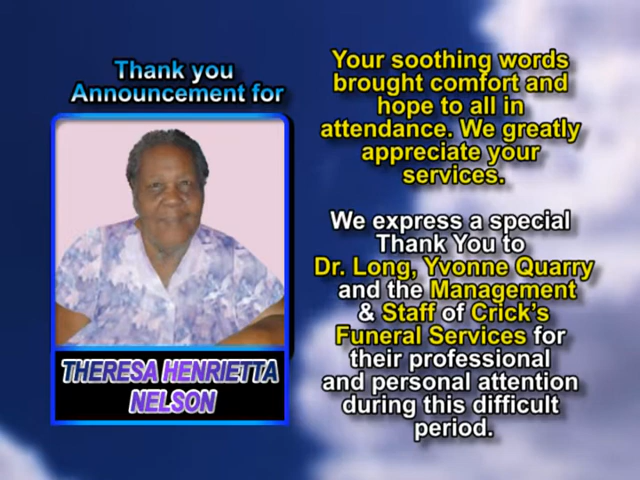 Thank you
Announcement for
THERESA HENRIETTA
NELSON
Your soothing words
brought comfort and
hope to all in
attendance. We greatly
appreciate your
services.
We express a special
Thank You to
Dr. Long, Yvonne Quarry
and the Management
& Staff of Crick's
Funeral Services for
their professional
and personal attention
during this difficult
period.